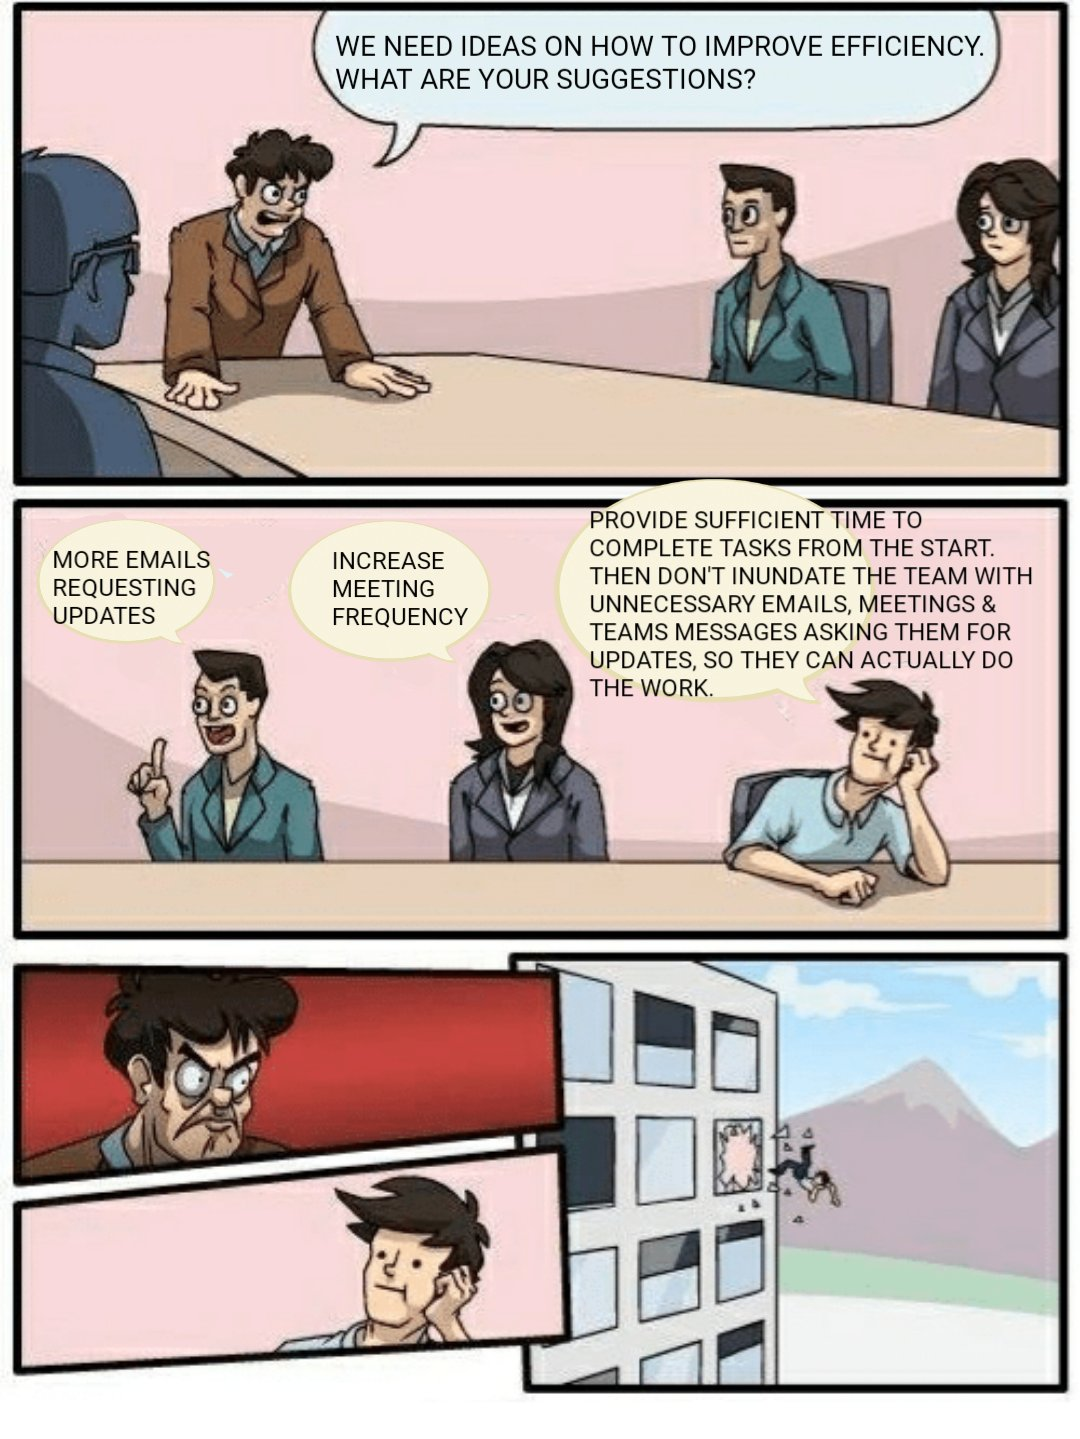 WE NEED IDEAS ON HOW TO IMPROVE EFFICIENCY.
WHAT ARE YOUR SUGGESTIONS?
MORE EMAILS
REQUESTING
UPDATES
INCREASE
MEETING
FREQUENCY
PROVIDE SUFFICIENT TIME TO
COMPLETE TASKS FROM THE START.
THEN DON'T INUNDATE THE TEAM WITH
UNNECESSARY EMAILS, MEETINGS &
TEAMS MESSAGES ASKING THEM FOR
UPDATES, SO THEY CAN ACTUALLY DO
THE WORK.